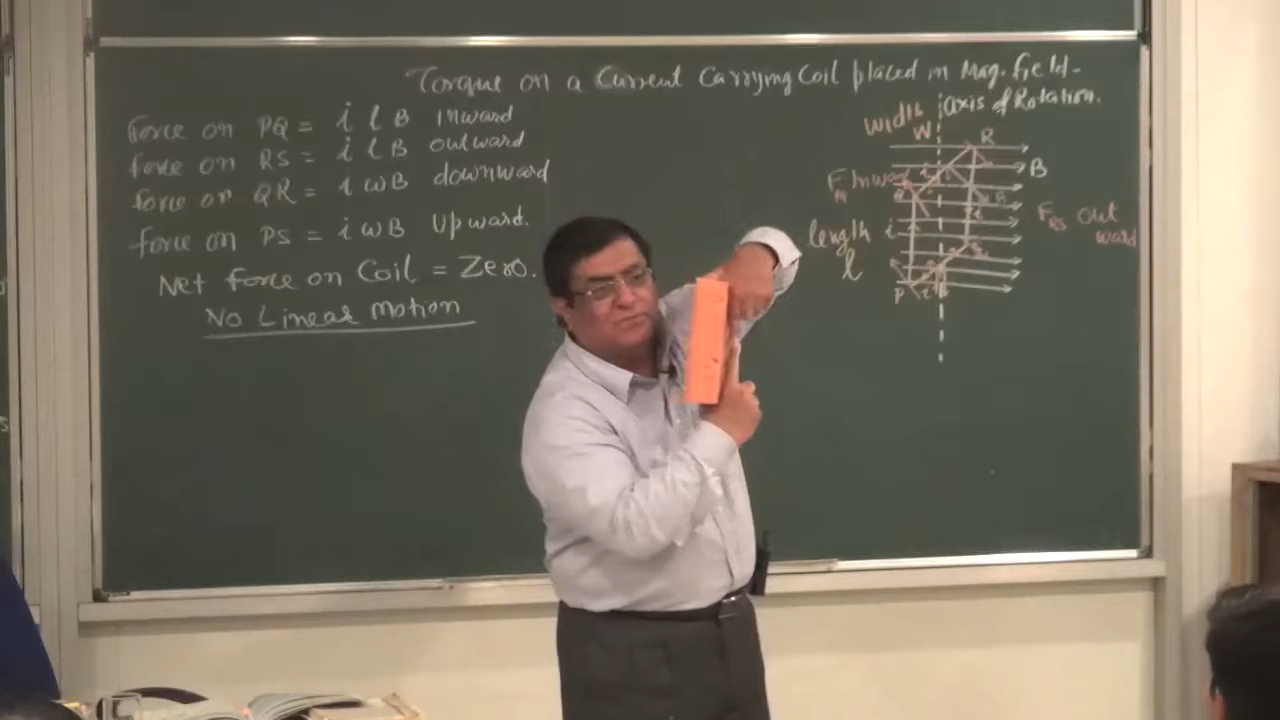 Torque on a Current Carrying Coil placed in Mag. field-
Force on PQ = i l B Inward
force on RS = i l B outward
force on QR = i w B downward
force on PS = i w B Upward.
Net force on Coil = Zero.
No Linear Motion
axis of Rotation.
width
W
R
B
F Inward
F RS out
ward
length i
l
P